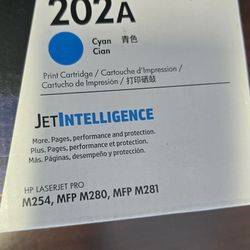 202A
Cyan 青色
Cian
Print Cartridge / Cartouche d'Impression /
Cartucho de Impresión / 打印硒鼓
JETINTELLIGENCE
More. Pages, performance and protection.
Plus. Pages, performance et protection.
Más. Páginas, desempeño y protección.
HP LASERJET PRO
M254, MFP M280, MFP M281